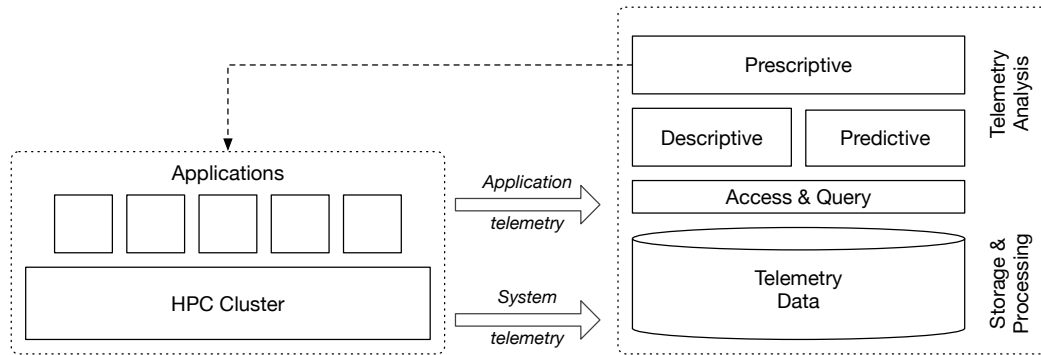 Prescriptive
Descriptive
Predictive
Access & Query
Telemetry
Data
Telemetry
Analysis
Storage &
Processing
Applications
HPC Cluster
Application
telemetry
System
telemetry